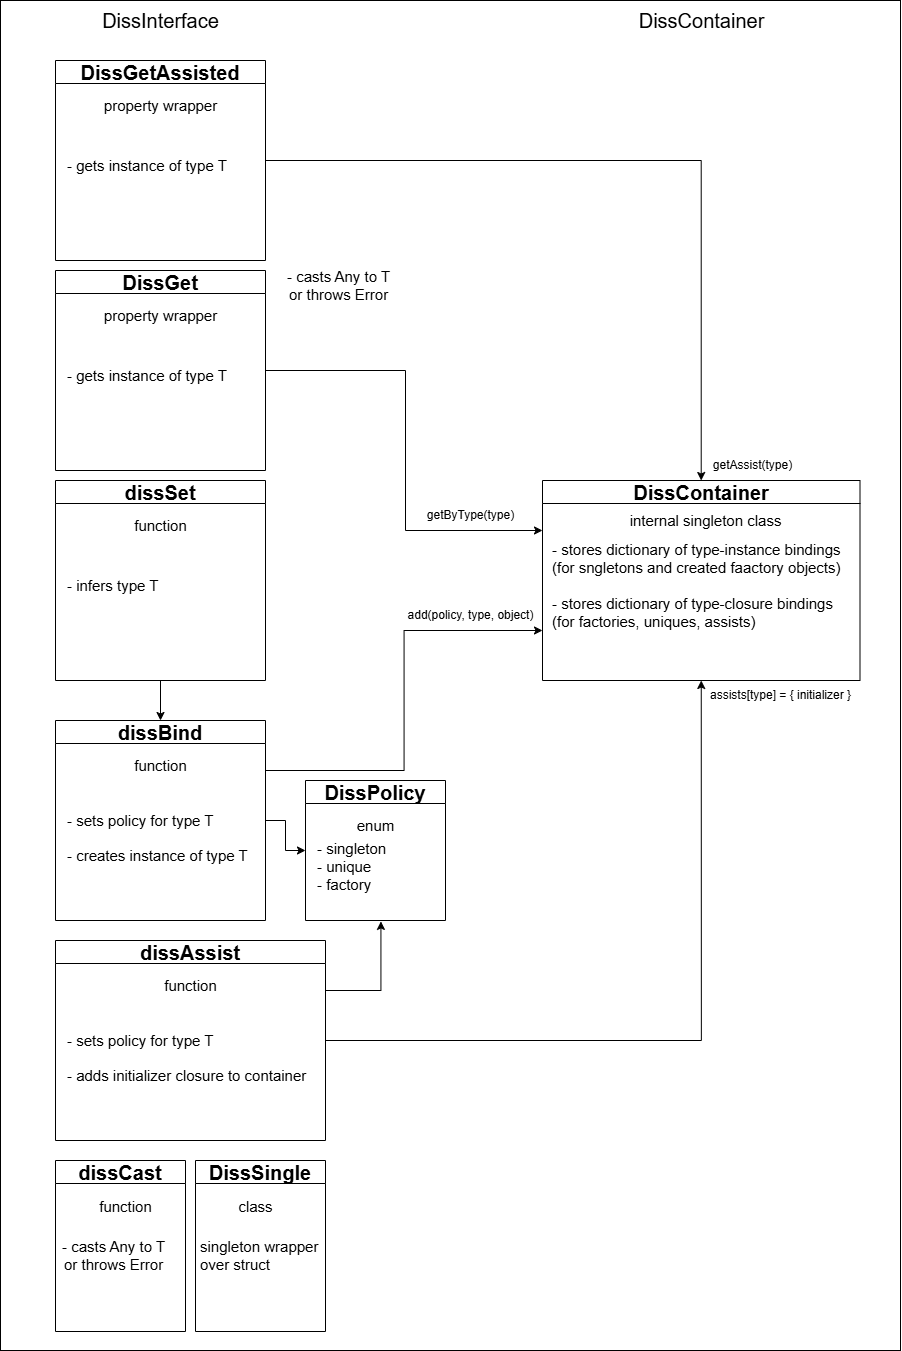 DissInterface
DissContainer
DissGetAssisted
property wrapper
- gets instance of type T
- casts Any to T
or throws Error
DissGet
property wrapper
- gets instance of type T
getAssist(type)
dissSet
function
- infers type T
getByType(type)
DissContainer
internal singleton class
- stores dictionary of type-instance bindings
(for sngletons and created faactory objects)
- stores dictionary of type-closure bindings
(for factories, uniques, assists)
add(policy, type, object)
assists[type] = { initializer }
dissBind
function
- sets policy for type T
- creates instance of type T
DissPolicy
enum
- singleton
- unique
- factory
dissAssist
function
- sets policy for type T
- adds initializer closure to container
dissCast
function
- casts Any to T
or throws Error
DissSingle
class
singleton wrapper
over struct